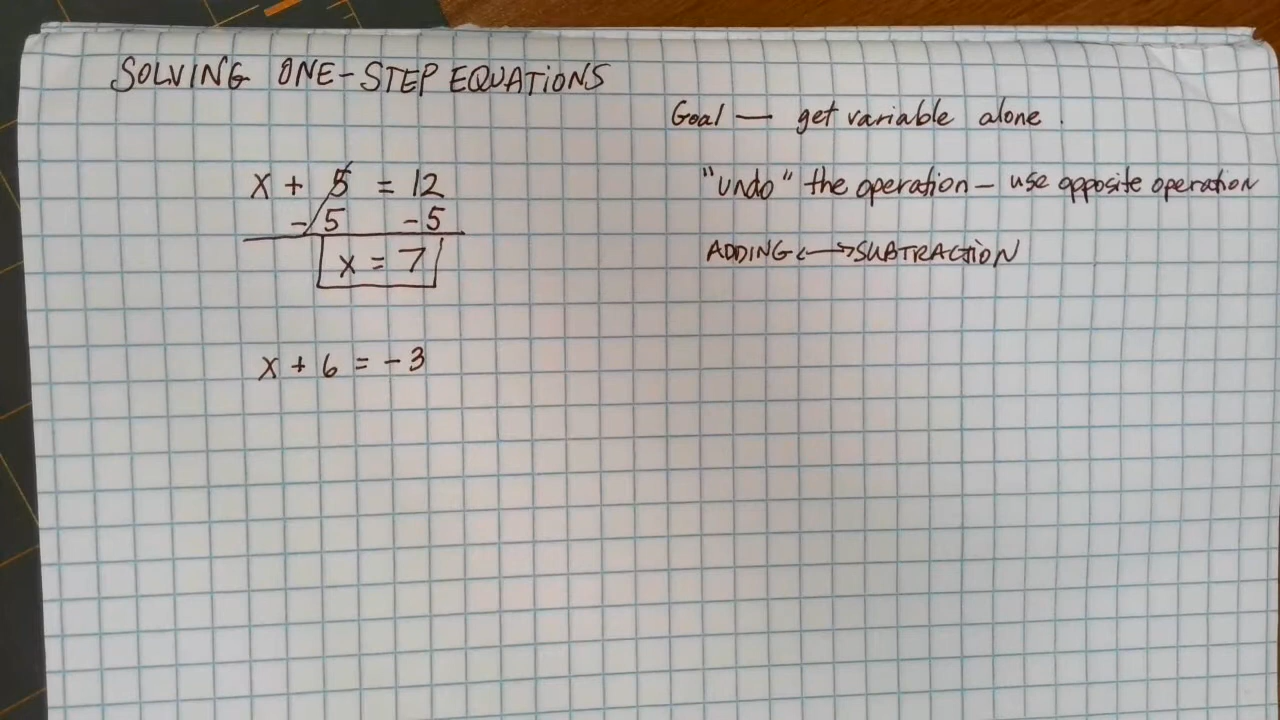 SOLVING ONE-STEP EQUATIONS
Goal — get variable alone.
x + 5 = 12
"undo" the operation — use opposite operation
- 5 -5
x = 7
ADDING ⟷ SUBTRACTION
x + 6 = -3